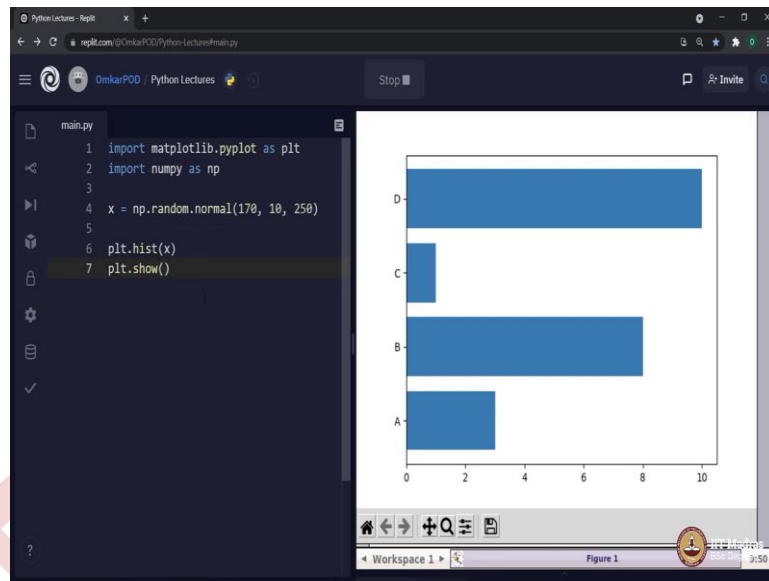 Python Lectures - Replit
replit.com/@OmkarPOD/Python-Lectures#main.py
OmkarPOD / Python Lectures
Stop
Invite
main.py
1 import matplotlib.pyplot as plt
2 import numpy as np
3
4 x = np.random.normal(170, 10, 250)
5
6 plt.hist(x)
7 plt.show()
D
C
B
A
0 2 4 6 8 10
Workspace 1
Figure 1
IIT Madras